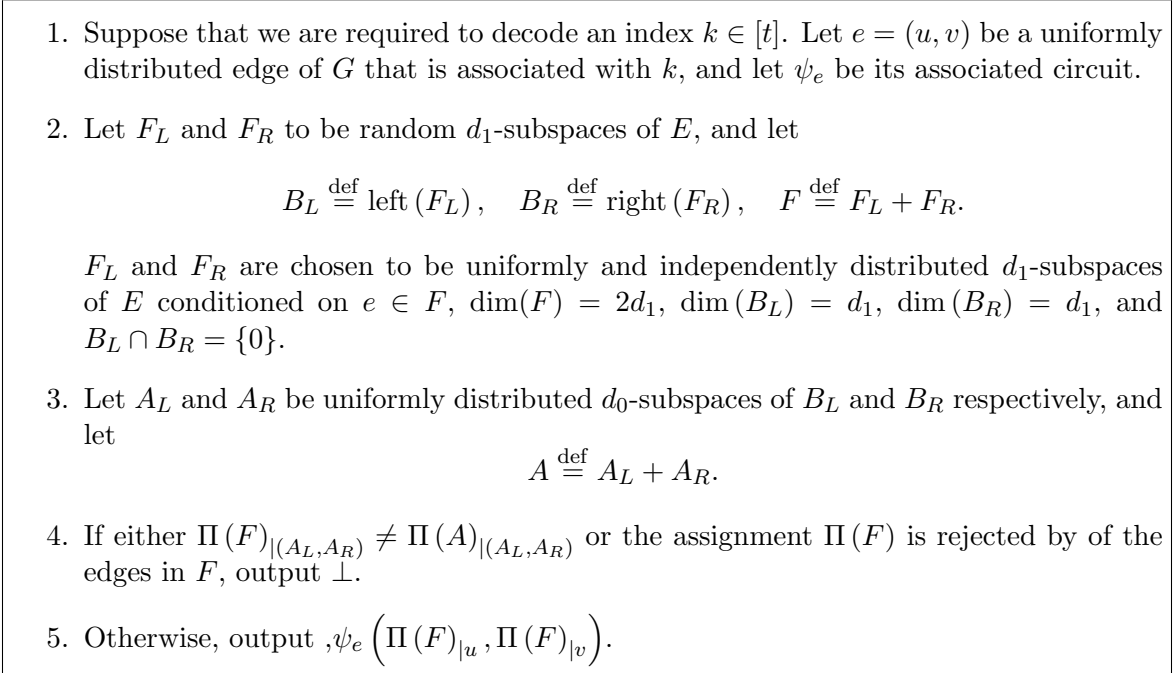 1. Suppose that we are required to decode an index k ∈ [t]. Let e = (u, v) be a uniformly
distributed edge of G that is associated with k, and let ψ_e be its associated circuit.
2. Let F_L and F_R to be random d_1-subspaces of E, and let
B_L def= left (F_L) , B_R def= right (F_R) , F def= F_L + F_R.
F_L and F_R are chosen to be uniformly and independently distributed d_1-subspaces
of E conditioned on e ∈ F, dim(F) = 2d_1, dim (B_L) = d_1, dim (B_R) = d_1, and
B_L ∩ B_R = {0}.
3. Let A_L and A_R be uniformly distributed d_0-subspaces of B_L and B_R respectively, and
let
A def= A_L + A_R.
4. If either Π (F)_{|(A_L,A_R)} ≠ Π (A)_{|(A_L,A_R)} or the assignment Π (F) is rejected by of the
edges in F, output ⊥.
5. Otherwise, output ,ψ_e (Π (F)_{|u} , Π (F)_{|v}).